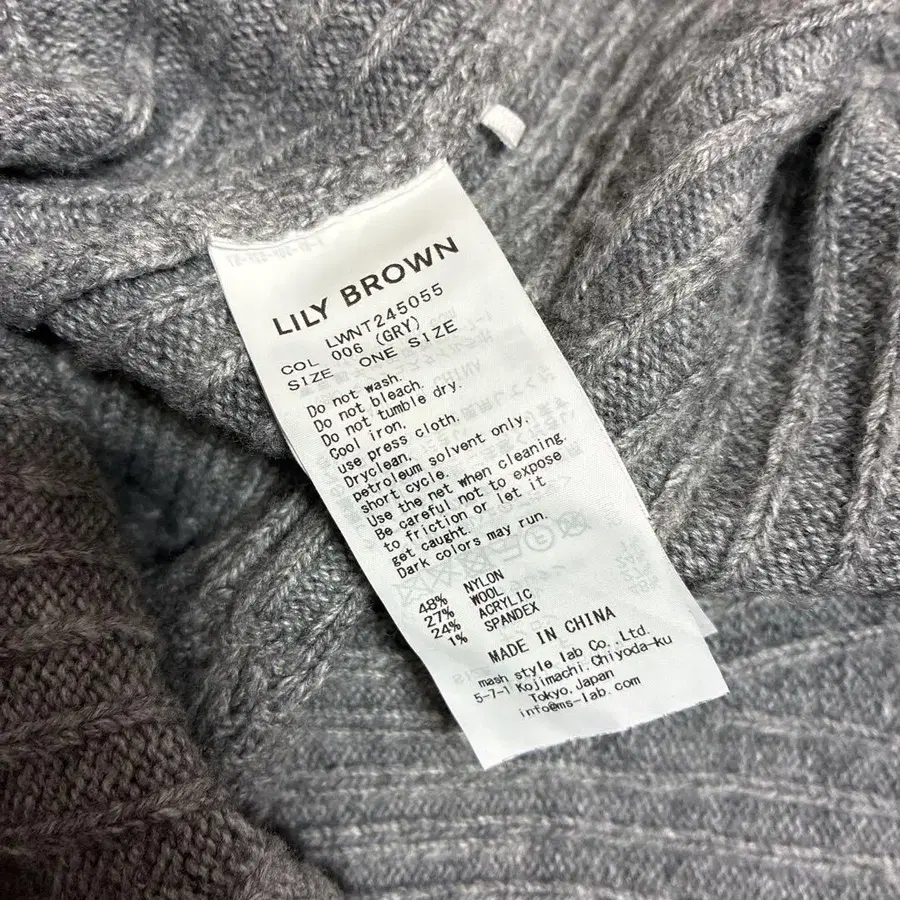 LILY BROWN
LWNT245055
COL 006 (GRY)
SIZE ONE SIZE
Do not wash.
Do not bleach.
Do not tumble dry.
Cool iron.
use press cloth.
Dryclean.
petroleum solvent only.
short cycle.
Use the net when cleaning.
Be careful not to expose
to friction or let it
get caught.
Dark colors may run.
48% NYLON
27% WOOL
24% ACRYLIC
1% SPANDEX
MADE IN CHINA
mash style lab Co.,Ltd.
5-7-1 Kojimachi,Chiyoda-ku
Tokyo,Japan
info@ms-lab.com